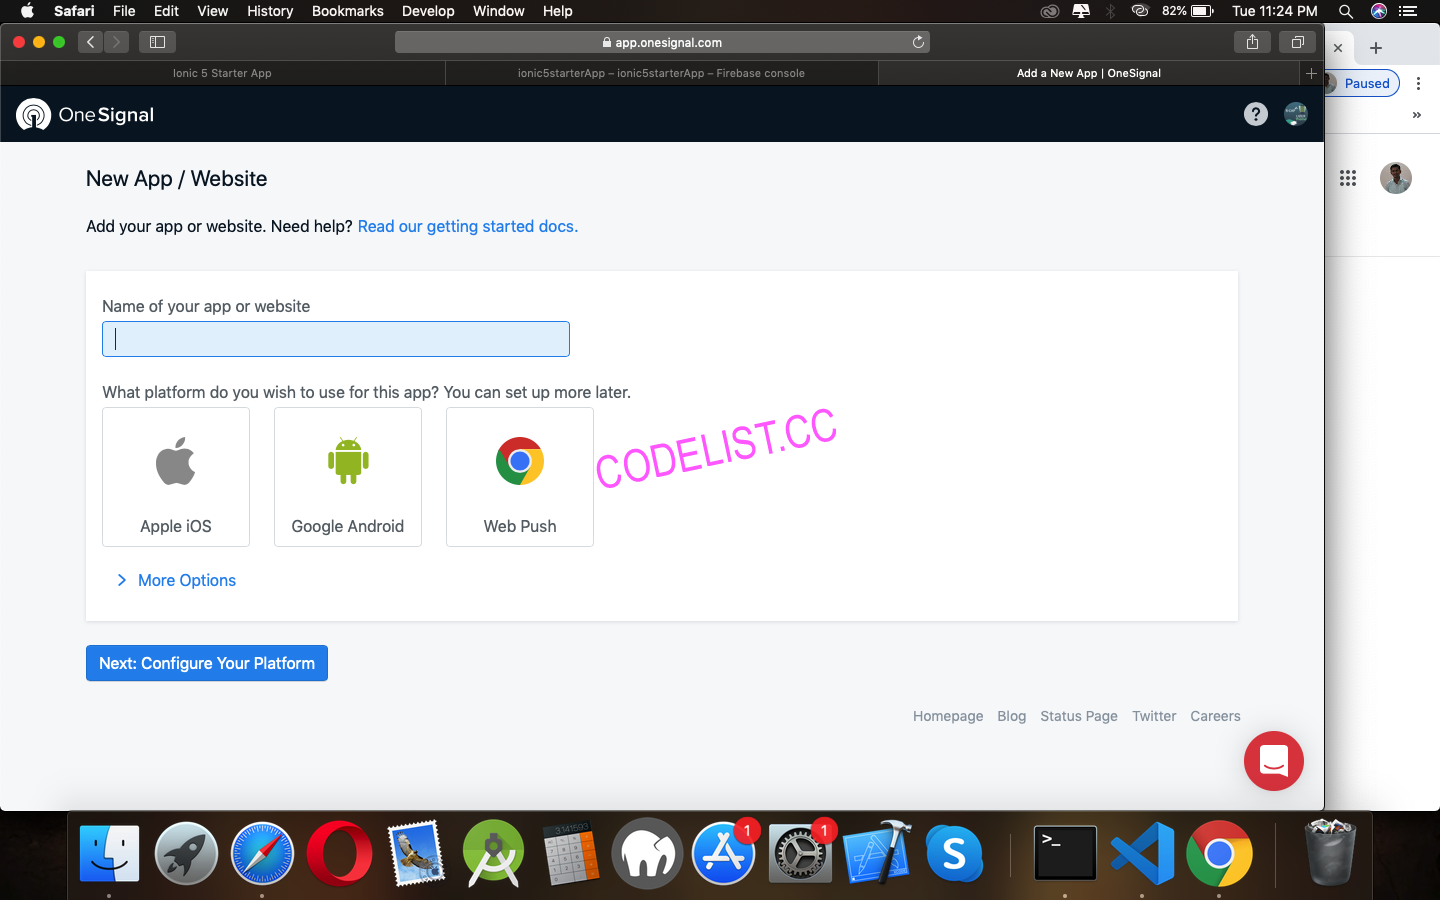 Safari File Edit View History Bookmarks Develop Window Help 82% Tue 11:24 PM
app.onesignal.com
Ionic 5 Starter App ionic5starterApp – ionic5starterApp – Firebase console Add a New App | OneSignal
Paused
OneSignal
New App / Website
Add your app or website. Need help? Read our getting started docs.
Name of your app or website
What platform do you wish to use for this app? You can set up more later.
CODELIST.CC
Apple iOS Google Android Web Push
More Options
Next: Configure Your Platform
Homepage Blog Status Page Twitter Careers
3.141593
1 1
S
>_